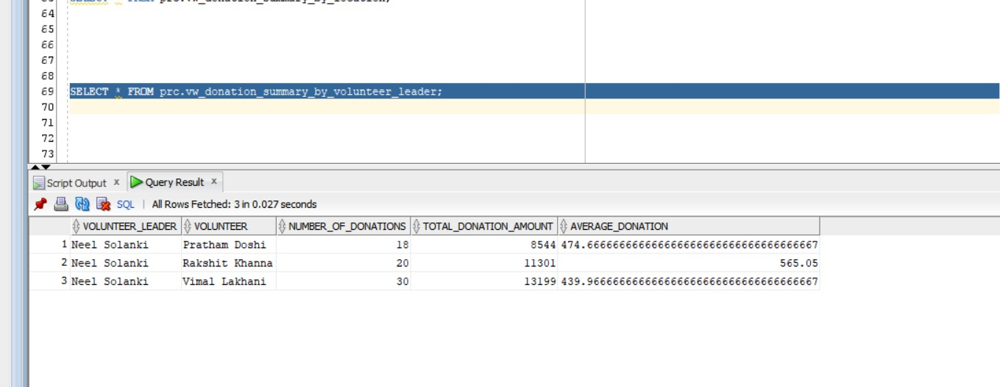 SELECT * FROM prc.vw_donation_summary_by_location;
64
65
66
67
68
69 SELECT * FROM prc.vw_donation_summary_by_volunteer_leader;
70
71
72
73
Script Output x Query Result x
SQL | All Rows Fetched: 3 in 0.027 seconds
VOLUNTEER_LEADER VOLUNTEER NUMBER_OF_DONATIONS TOTAL_DONATION_AMOUNT AVERAGE_DONATION
1 Neel Solanki Pratham Doshi 18 8544 474.6666666666666666666666666666666667
2 Neel Solanki Rakshit Khanna 20 11301 565.05
3 Neel Solanki Vimal Lakhani 30 13199 439.9666666666666666666666666666666667